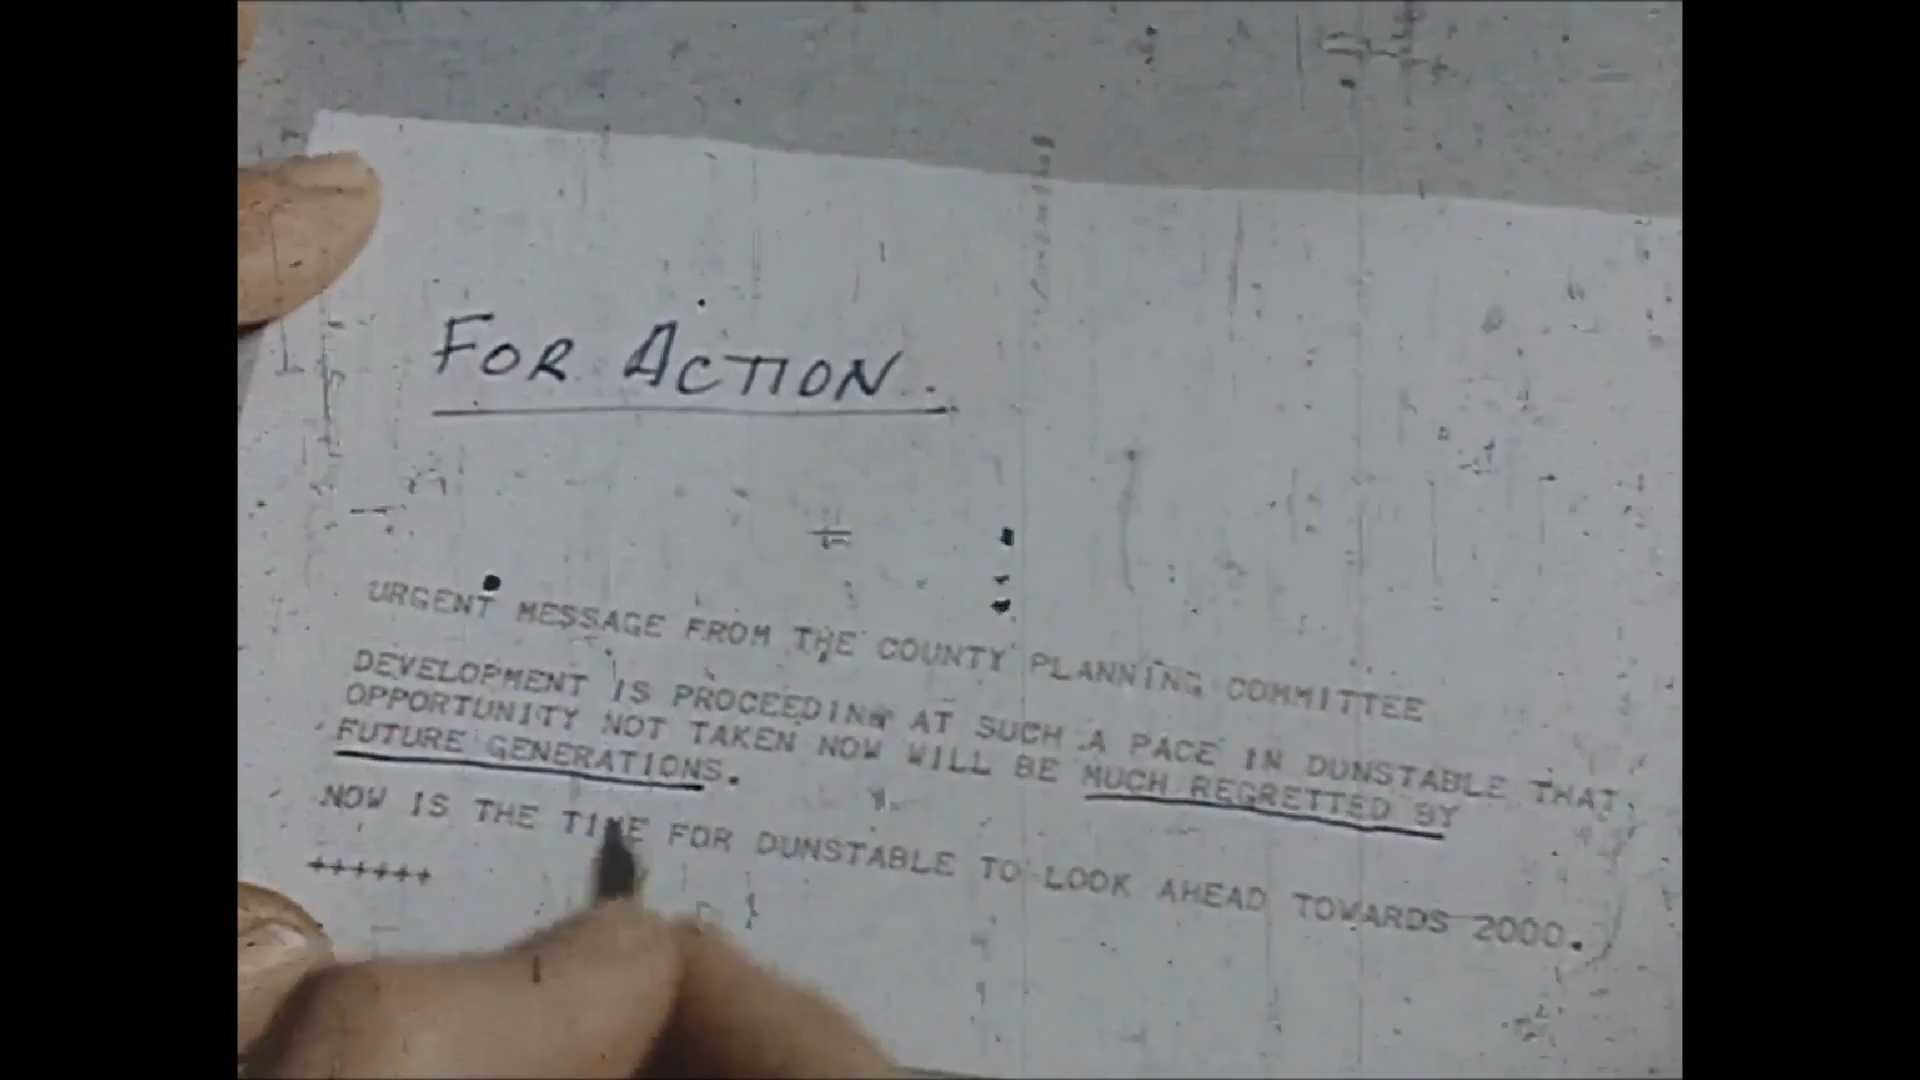 FOR ACTION.
URGENT MESSAGE FROM THE COUNTY PLANNING COMMITTEE
DEVELOPMENT IS PROCEEDING AT SUCH A PACE IN DUNSTABLE THAT
OPPORTUNITY NOT TAKEN NOW WILL BE MUCH REGRETTED BY
FUTURE GENERATIONS.
NOW IS THE TIME FOR DUNSTABLE TO LOOK AHEAD TOWARDS 2000.
++++++